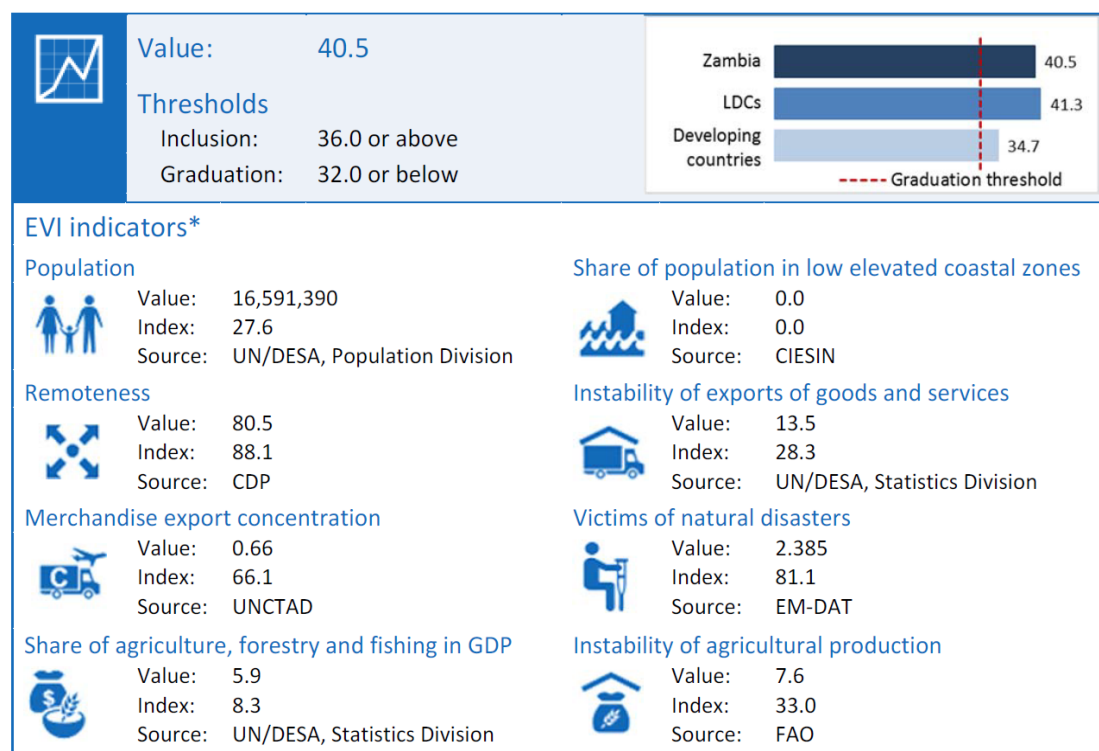 Value: 40.5
Thresholds
Inclusion: 36.0 or above
Graduation: 32.0 or below
Zambia 40.5
LDCs 41.3
Developing
countries 34.7
Graduation threshold
EVI indicators*
Population
Value: 16,591,390
Index: 27.6
Source: UN/DESA, Population Division
Share of population in low elevated coastal zones
Value: 0.0
Index: 0.0
Source: CIESIN
Remoteness
Value: 80.5
Index: 88.1
Source: CDP
Instability of exports of goods and services
Value: 13.5
Index: 28.3
Source: UN/DESA, Statistics Division
Merchandise export concentration
Value: 0.66
Index: 66.1
Source: UNCTAD
Victims of natural disasters
Value: 2.385
Index: 81.1
Source: EM-DAT
Share of agriculture, forestry and fishing in GDP
$
Value: 5.9
Index: 8.3
Source: UN/DESA, Statistics Division
Instability of agricultural production
Value: 7.6
Index: 33.0
Source: FAO
C